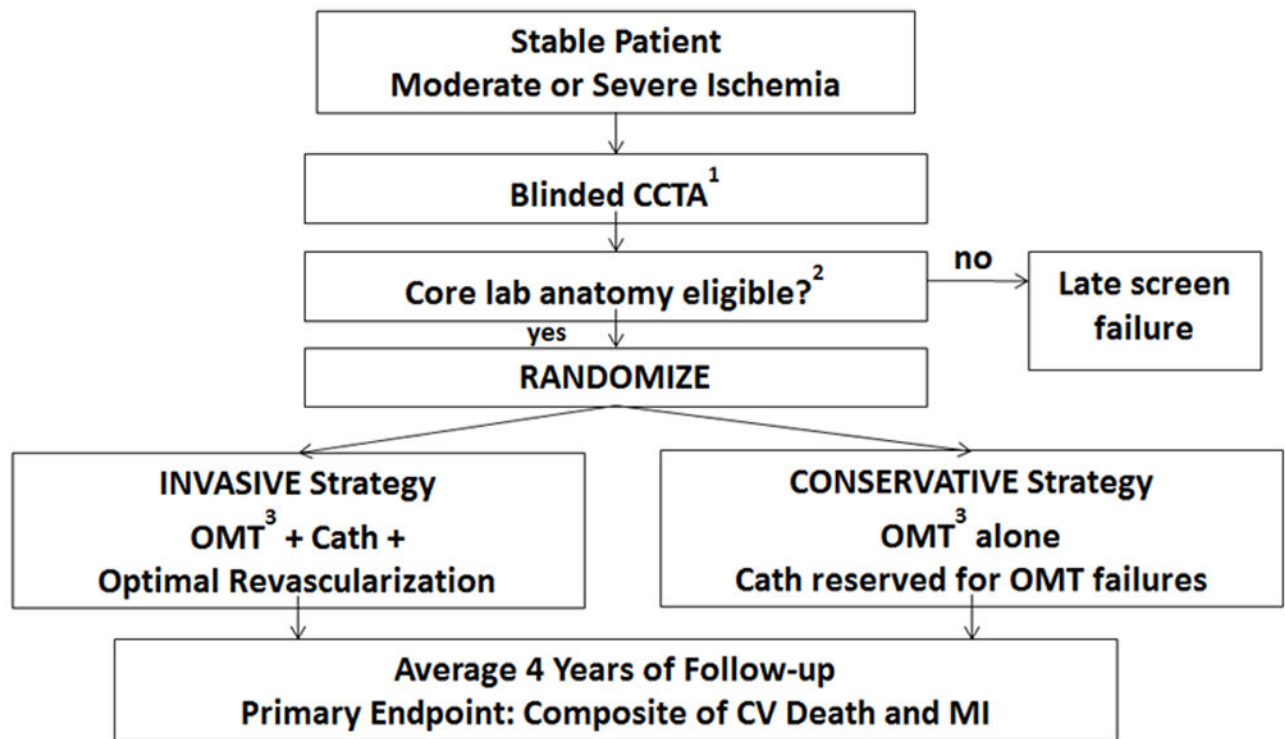 Stable Patient
Moderate or Severe Ischemia
Blinded CCTA¹
Core lab anatomy eligible?²
no
Late screen
failure
yes
RANDOMIZE
INVASIVE Strategy
OMT³ + Cath +
Optimal Revascularization
CONSERVATIVE Strategy
OMT³ alone
Cath reserved for OMT failures
Average 4 Years of Follow-up
Primary Endpoint: Composite of CV Death and MI